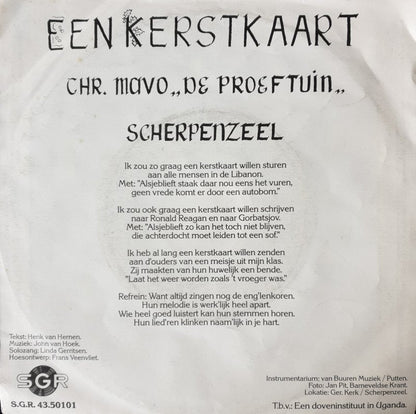 EEN KERSTKAART
CHR. MAVO „DE PROEFTUIN„
SCHERPENZEEL
Ik zou zo graag een kerstkaart willen sturen
aan alle mensen in de Libanon.
Met: "Alsjeblieft staak daar nou eens het vuren,
geen vrede komt er door een autobom."
Ik zou ook graag een kerstkaart willen schrijven
naar Ronald Reagan en naar Gorbatsjov.
Met: "Alsjeblieft zo kan het toch niet blijven,
die achterdocht moet leiden tot een sof."
Ik heb al lang een kerstkaart willen zenden
aan d'ouders van een meisje uit mijn klas.
Zij maakten van hun huwelijk een bende.
"Laat het weer worden zoals 't vroeger was."
Refrein: Want altijd zingen nog de eng'lenkoren.
Hun melodie is werk'lijk heel apart.
Wie heel goed luistert kan hun stemmen horen.
Hun lied'ren klinken naam'lijk in je hart.
Tekst: Henk van Hernen.
Muziek: John van Hoek.
Solozang: Linda Gerritsen.
Hoesontwerp: Frans Veenvliet.
SGR
S.G.R. 43.50101
Instrumentarium: van Buuren Muziek / Putten.
Foto: Jan Pit, Barneveldse Krant.
Lokatie: Ger. Kerk / Scherpenzeel.
T.b.v.: Een doveninstituut in Uganda.